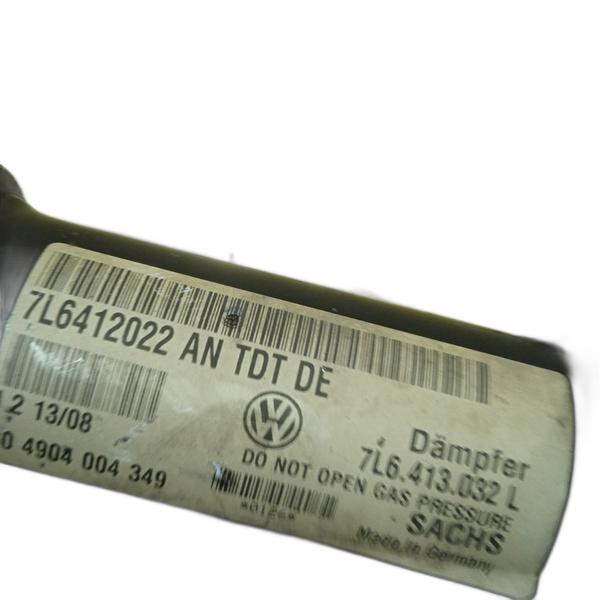 7L6412022 AN TDT DE
2 13/08
Dämpfer
0 4904 004 349
7L6.413.032 L
DO NOT OPEN GAS PRESSURE
SACHS
Made in Germany